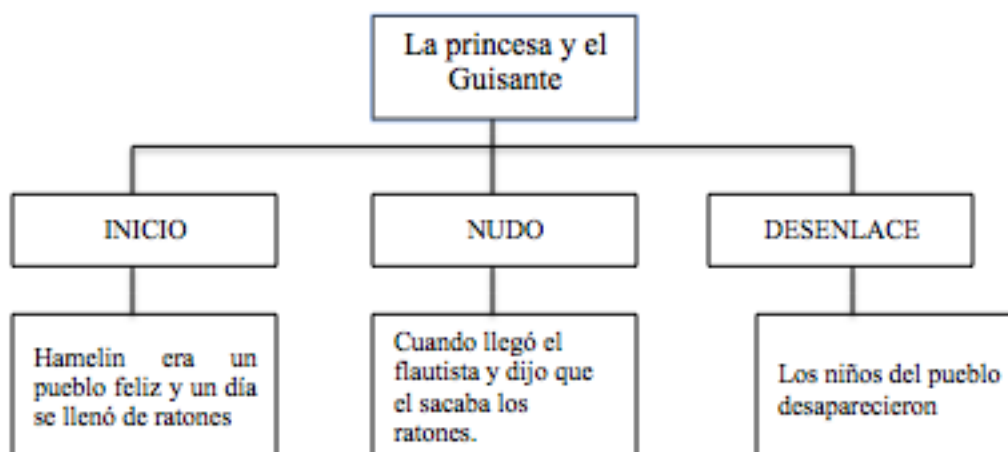 La princesa y el
Guisante
INICIO
NUDO
DESENLACE
Hamelin era un
pueblo feliz y un día
se llenó de ratones
Cuando llegó el
flautista y dijo que
el sacaba los
ratones.
Los niños del pueblo
desaparecieron